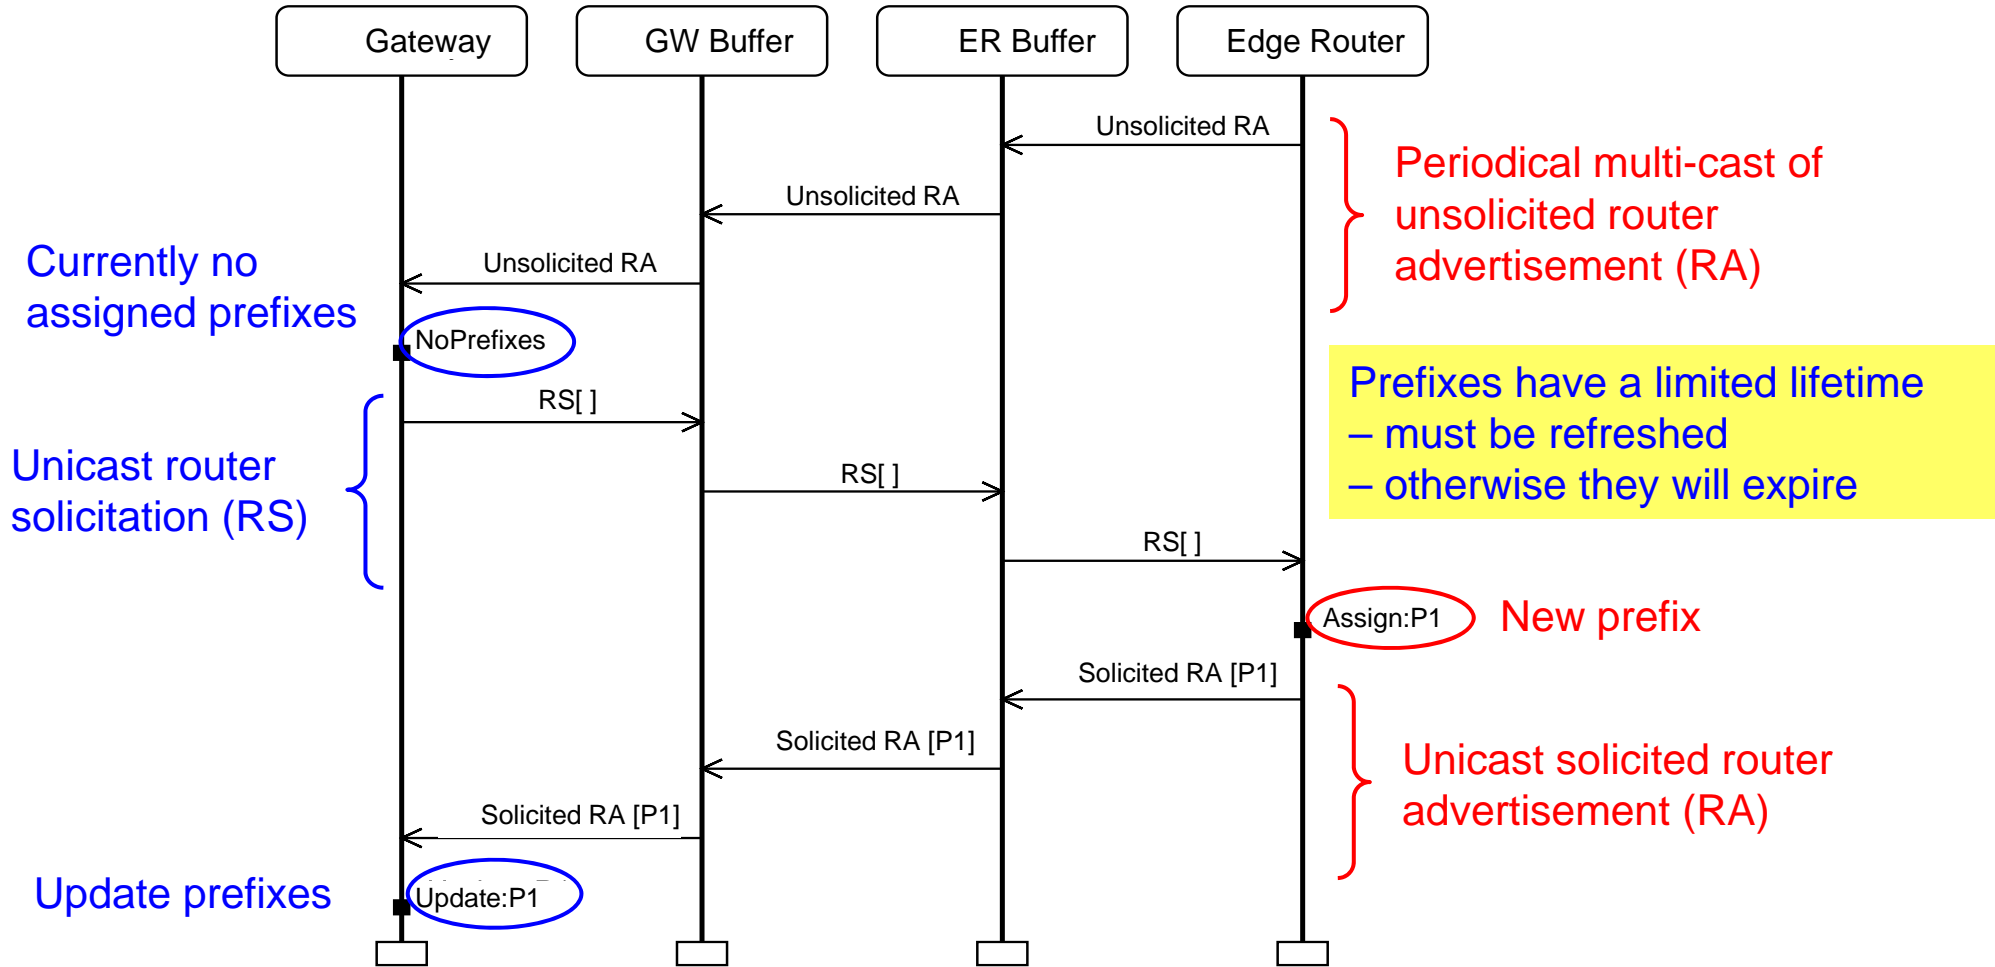 Gateway
GW Buffer
ER Buffer
Edge Router
Unsolicited RA
Periodical multi-cast of
unsolicited router
advertisement (RA)
Unsolicited RA
Currently no
assigned prefixes
Unsolicited RA
NoPrefixes
Prefixes have a limited lifetime
– must be refreshed
– otherwise they will expire
RS[ ]
Unicast router
solicitation (RS)
RS[ ]
RS[ ]
Assign:P1
New prefix
Solicited RA [P1]
Solicited RA [P1]
Unicast solicited router
advertisement (RA)
Solicited RA [P1]
Update prefixes
Update:P1